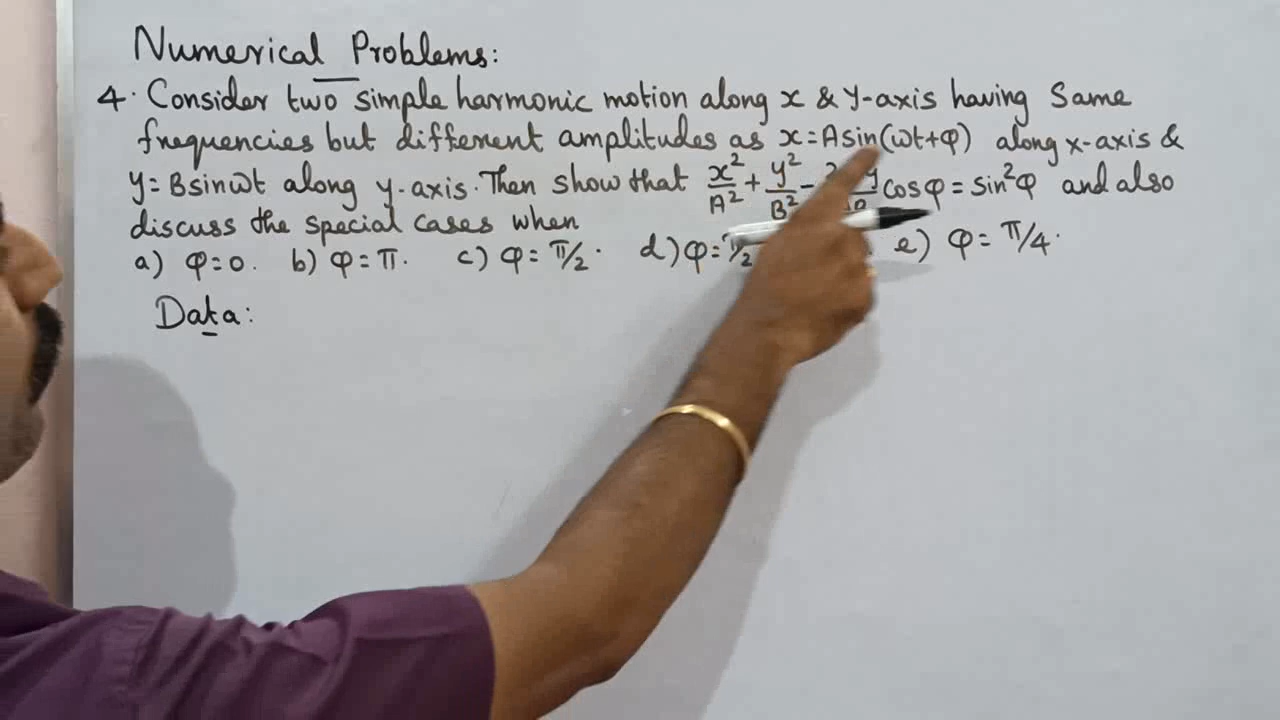 Numerical Problems:
4. Consider two simple harmonic motion along x & y-axis having Same
frequencies but different amplitudes as x=Asin(ωt+φ) along x-axis &
y=Bsinωt along y-axis. Then show that x²/A² + y²/B² - cosφ = sin²φ and also
discuss the special cases when
a) φ=0. b) φ=π. c) φ=π/2. d) φ=π/2 e) φ=π/4.
Data: